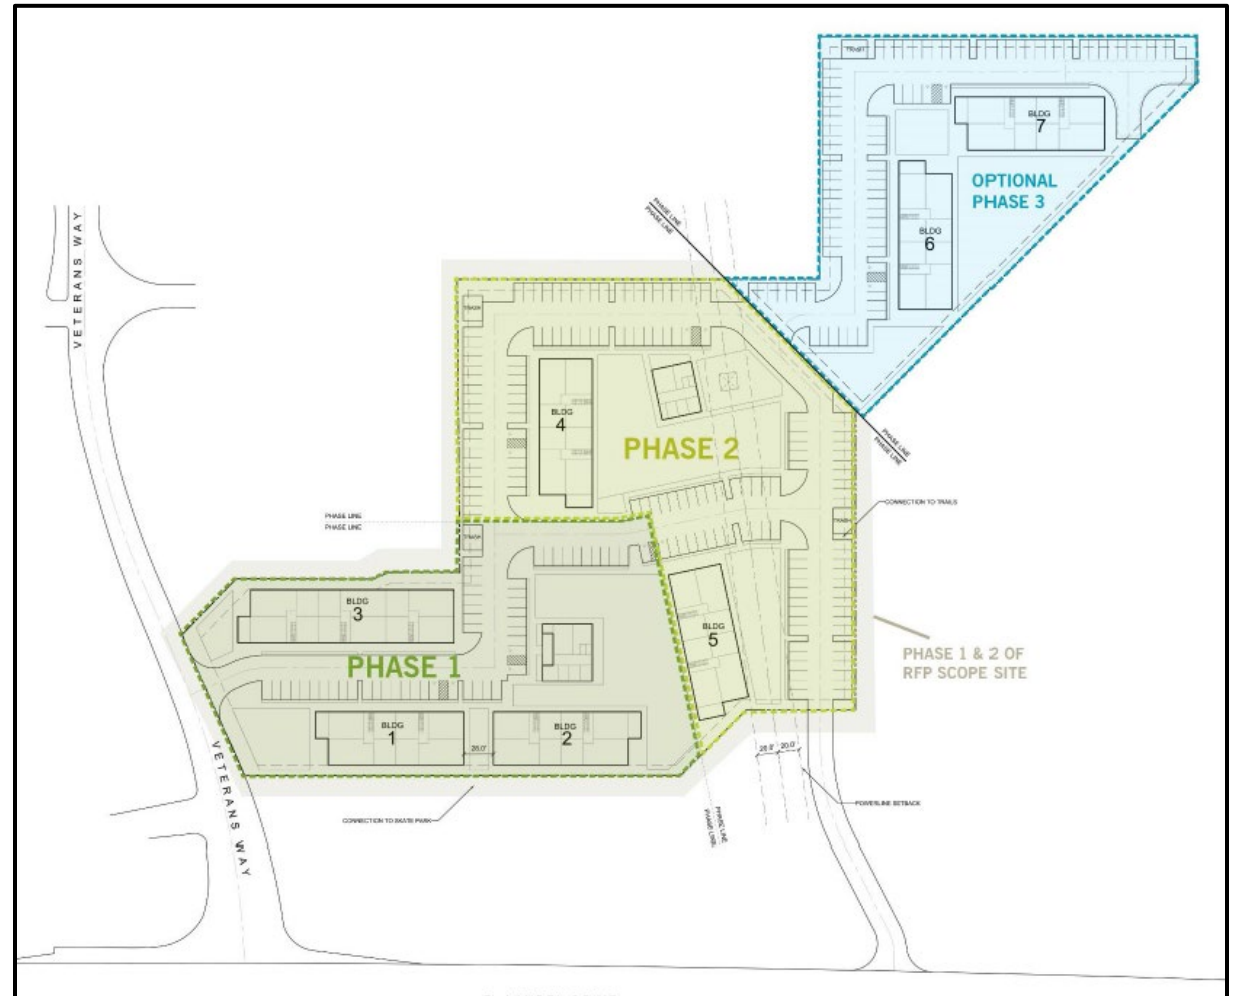 TRASH
BLDG
7
OPTIONAL
PHASE 3
BLDG
6
PHASE LINE
PHASE LINE
VETERANS WAY
TRASH
BLDG
4
PHASE 2
PHASE LINE
PHASE LINE
CONNECTION TO TRAILS
PHASE LINE
PHASE LINE
TRASH
TRASH
BLDG
3
BLDG
5
PHASE 1
PHASE 1 & 2 OF
RFP SCOPE SITE
BLDG
1
BLDG
2
20.0'
20.0' 20.0'
VETERANS WAY
POWERLINE SETBACK
CONNECTION TO SKATE PARK
PHASE LINE
PHASE LINE